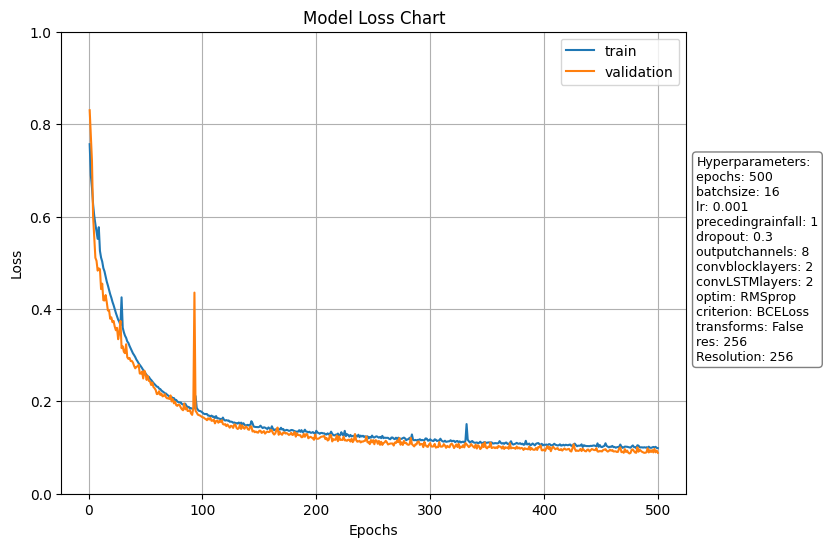 Model Loss Chart
1.0
0.8
0.6
0.4
0.2
0.0
Loss
0
100
200
300
400
500
Epochs
train
validation
Hyperparameters:
epochs: 500
batchsize: 16
lr: 0.001
precedingrainfall: 1
dropout: 0.3
outputchannels: 8
convblocklayers: 2
convLSTMlayers: 2
optim: RMSprop
criterion: BCELoss
transforms: False
res: 256
Resolution: 256